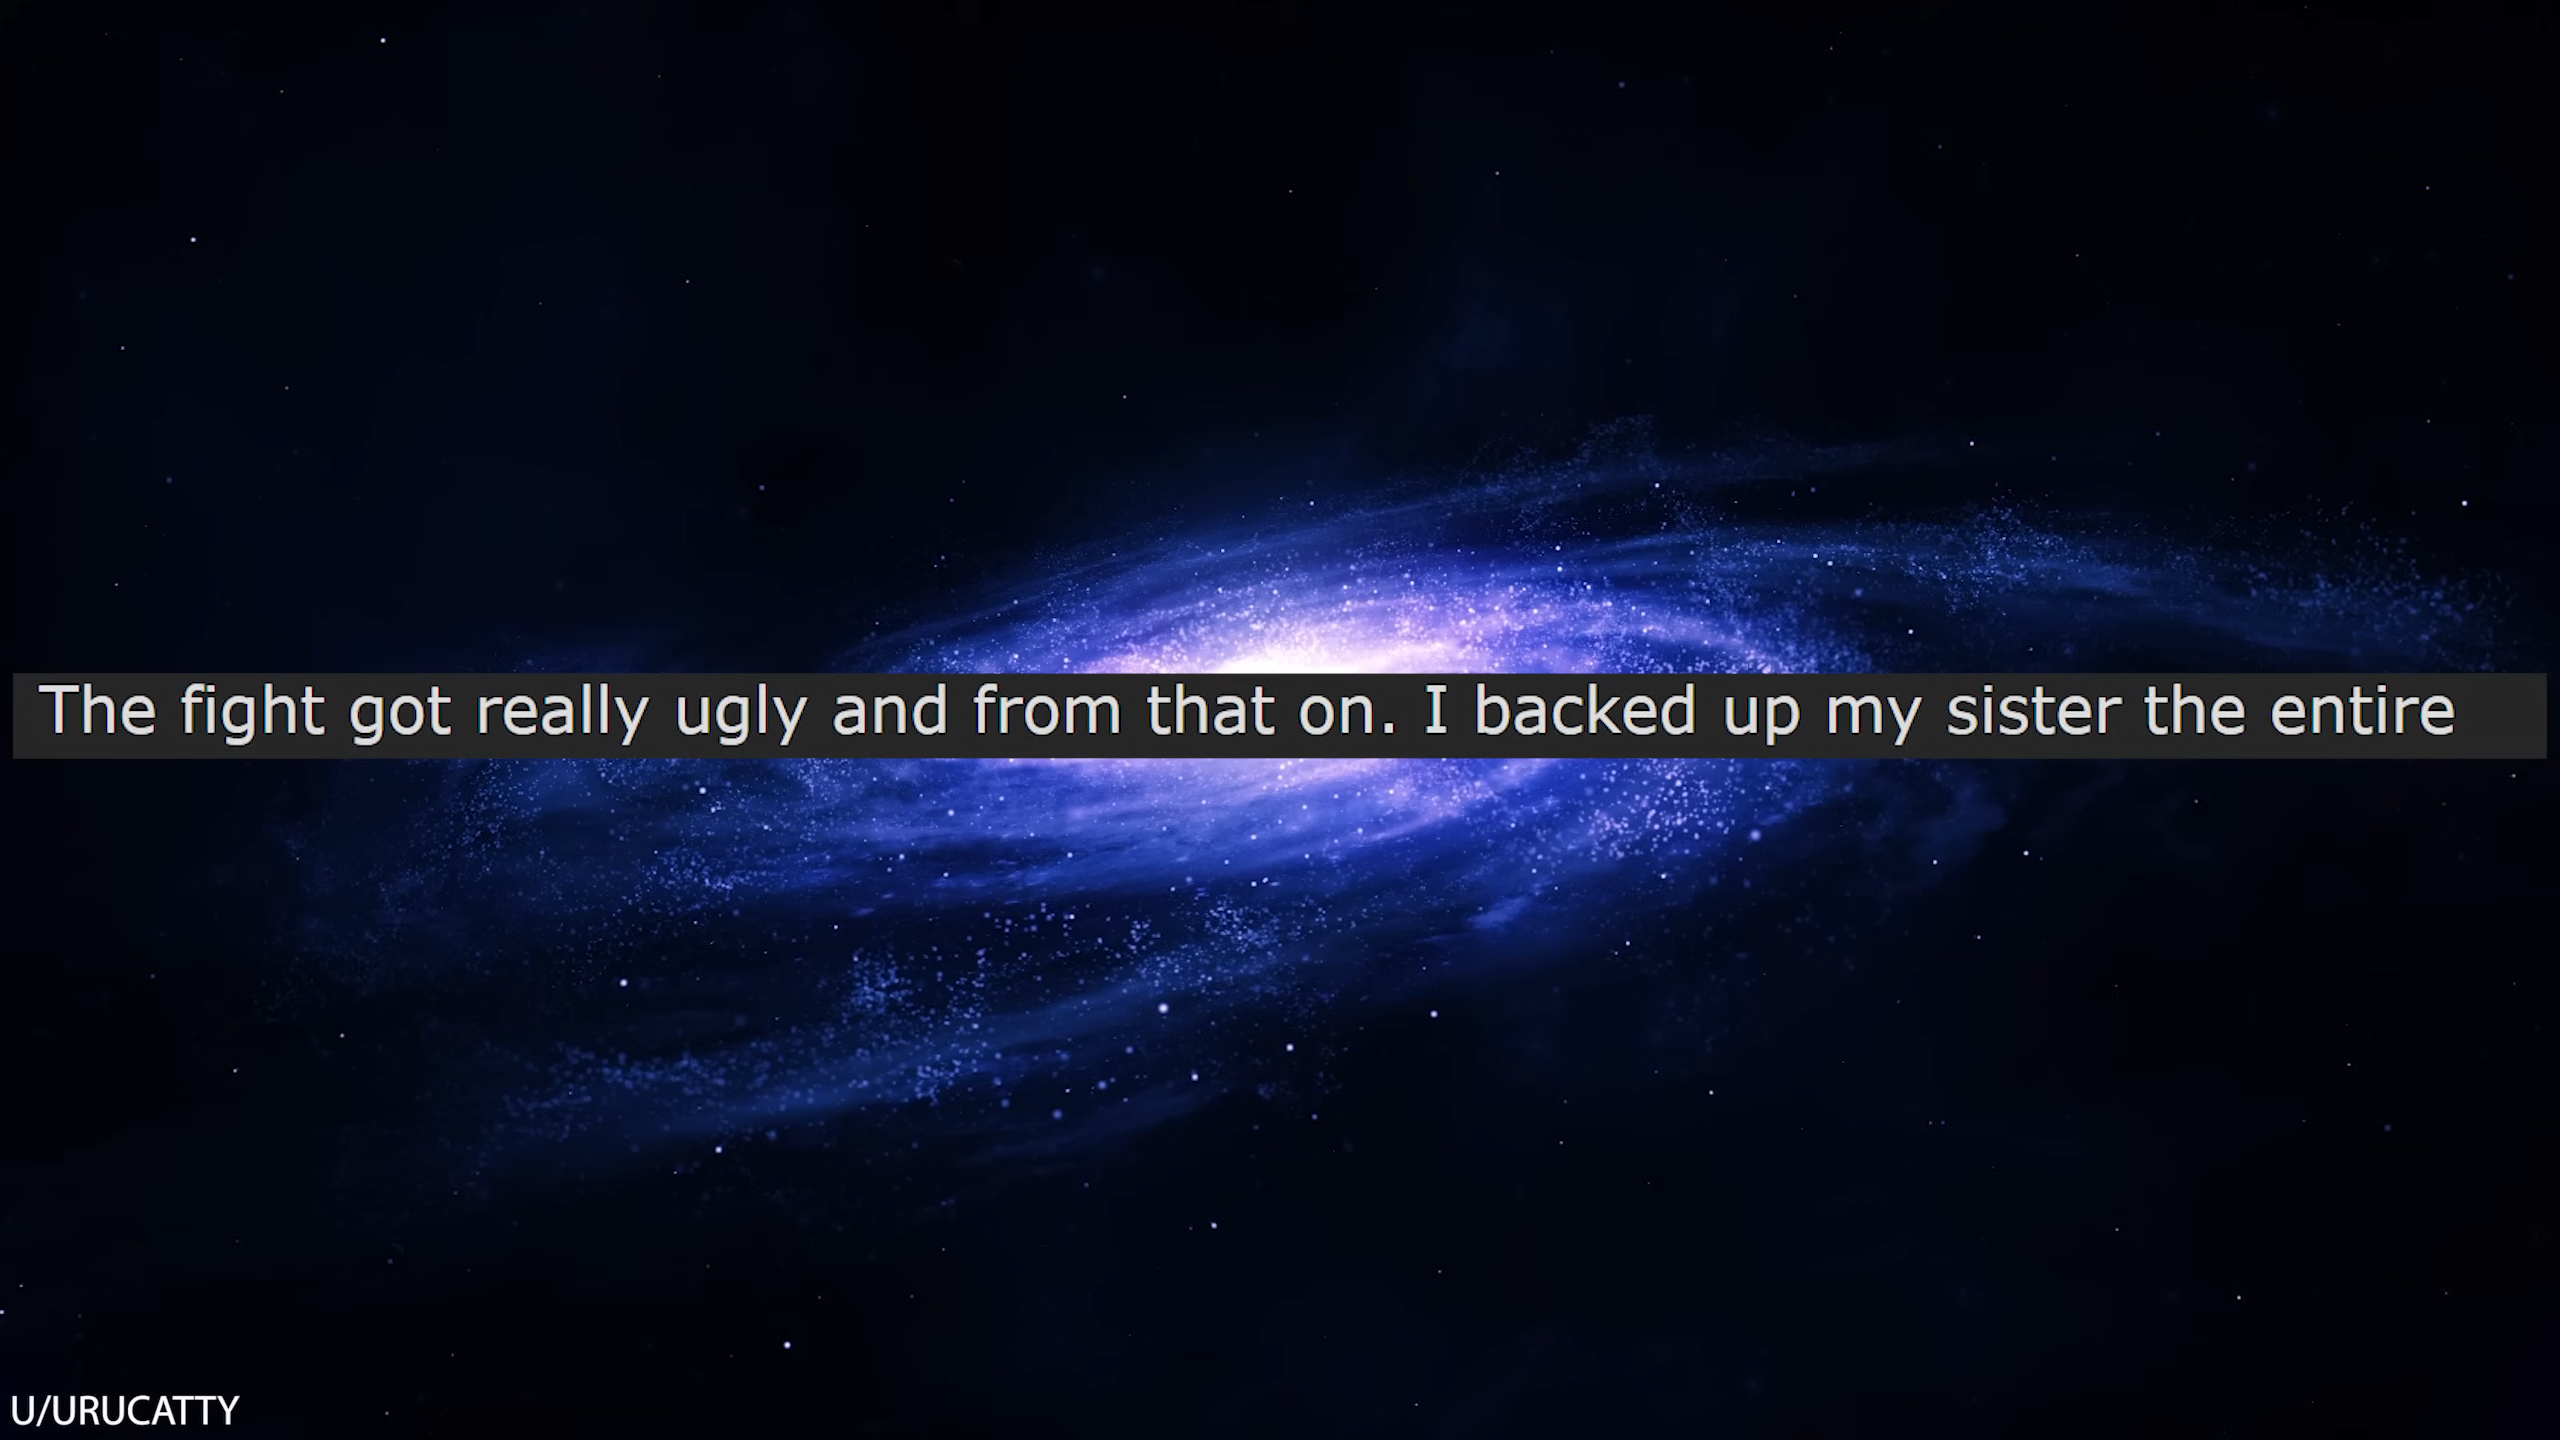 The fight got really ugly and from that on. I backed up my sister the entire
U/URUCATTY